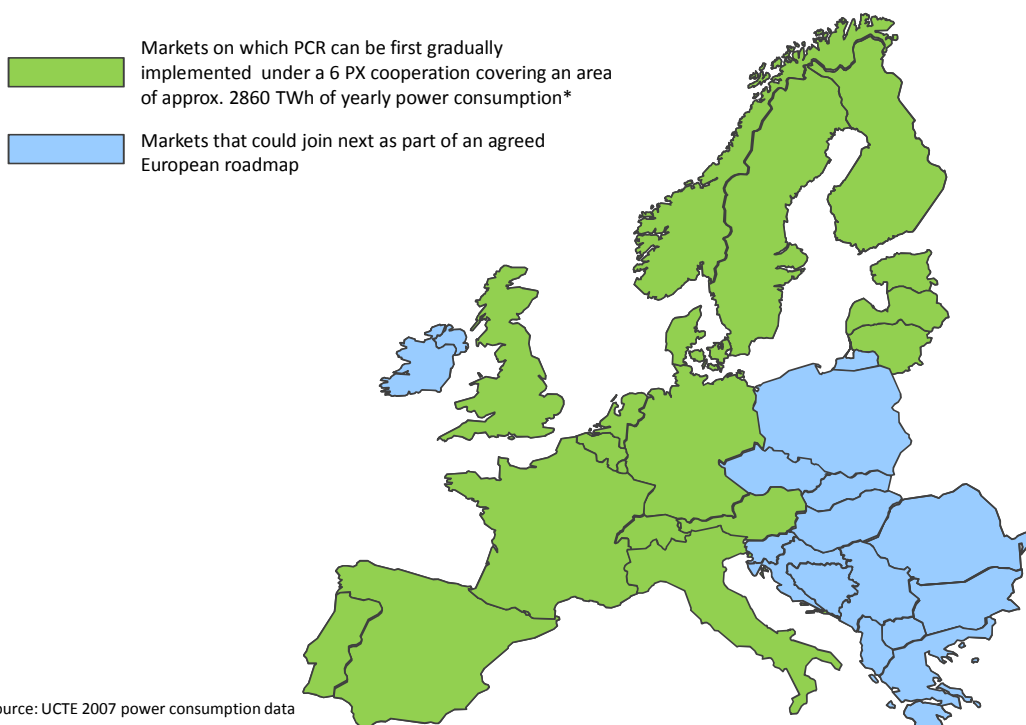 Markets on which PCR can be first gradually
implemented under a 6 PX cooperation covering an area
of approx. 2860 TWh of yearly power consumption*
Markets that could join next as part of an agreed
European roadmap
ource: UCTE 2007 power consumption data